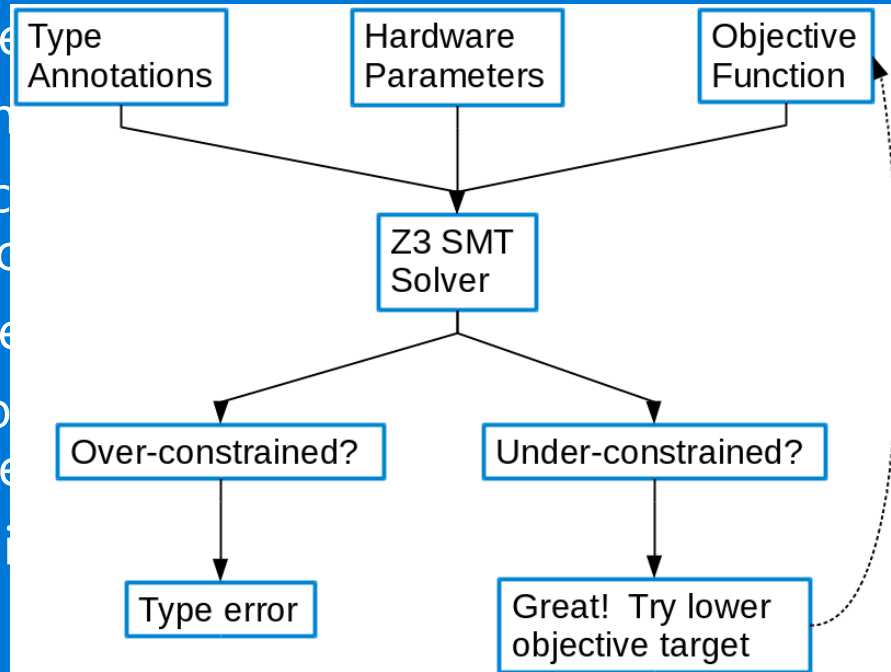 Type
Annotations
Hardware
Parameters
Objective
Function
Z3 SMT
Solver
Over-constrained?
Under-constrained?
Type error
Great!  Try lower
objective target